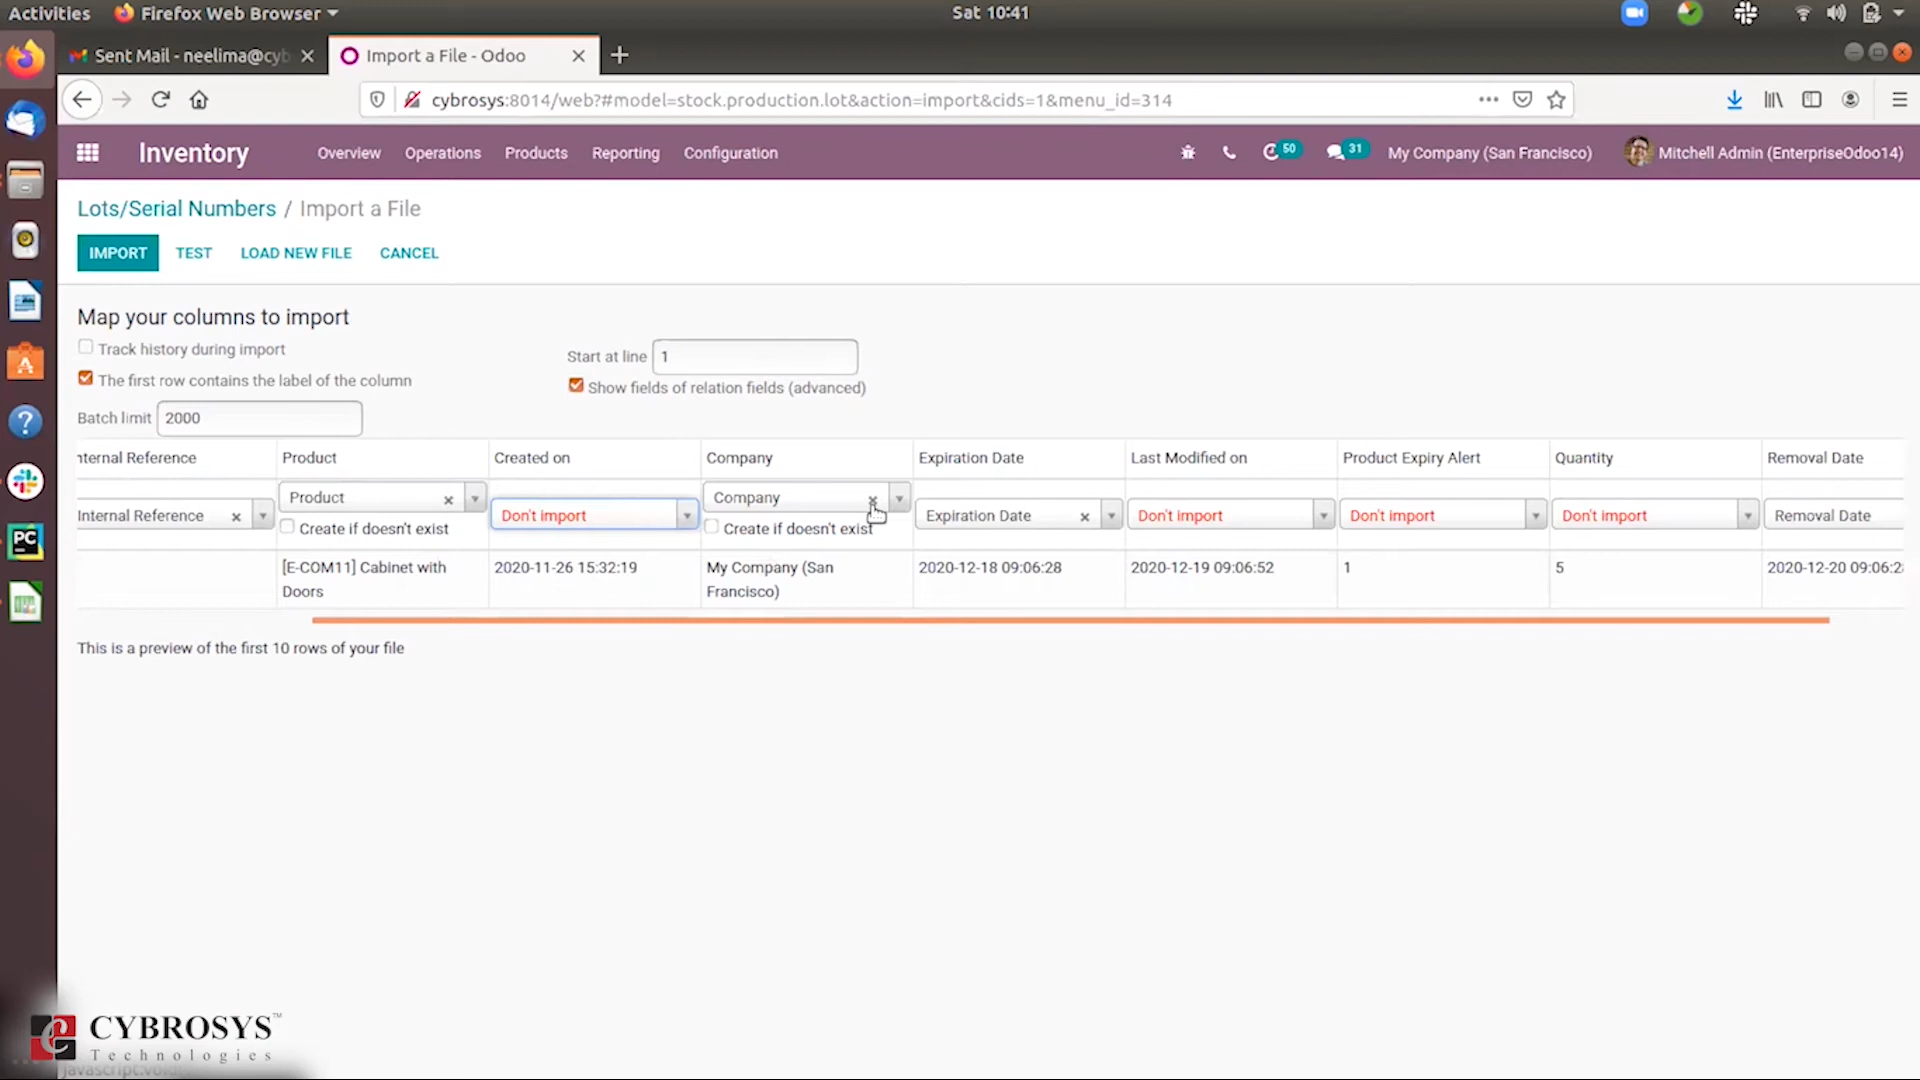 Activities Firefox Web Browser Sat 10:41
Sent Mail - neelima@cyb Import a File - Odoo
cybrosys:8014/web?#model=stock.production.lot&action=import&cids=1&menu_id=314
Inventory Overview Operations Products Reporting Configuration 50 31 My Company (San Francisco) Mitchell Admin (EnterpriseOdoo14)
Lots/Serial Numbers / Import a File
IMPORT TEST LOAD NEW FILE CANCEL
Map your columns to import
Track history during import
Start at line 1
The first row contains the label of the column
Show fields of relation fields (advanced)
Batch limit 2000
nternal Reference Product Created on Company Expiration Date Last Modified on Product Expiry Alert Quantity Removal Date
Internal Reference Product Don't import Company Expiration Date Don't import Don't import Don't import Removal Date
Create if doesn't exist Create if doesn't exist
[E-COM11] Cabinet with 2020-11-26 15:32:19 My Company (San 2020-12-18 09:06:28 2020-12-19 09:06:52 1 5 2020-12-20 09:06:2
Doors Francisco)
This is a preview of the first 10 rows of your file
CYBROSYS™
Technologies